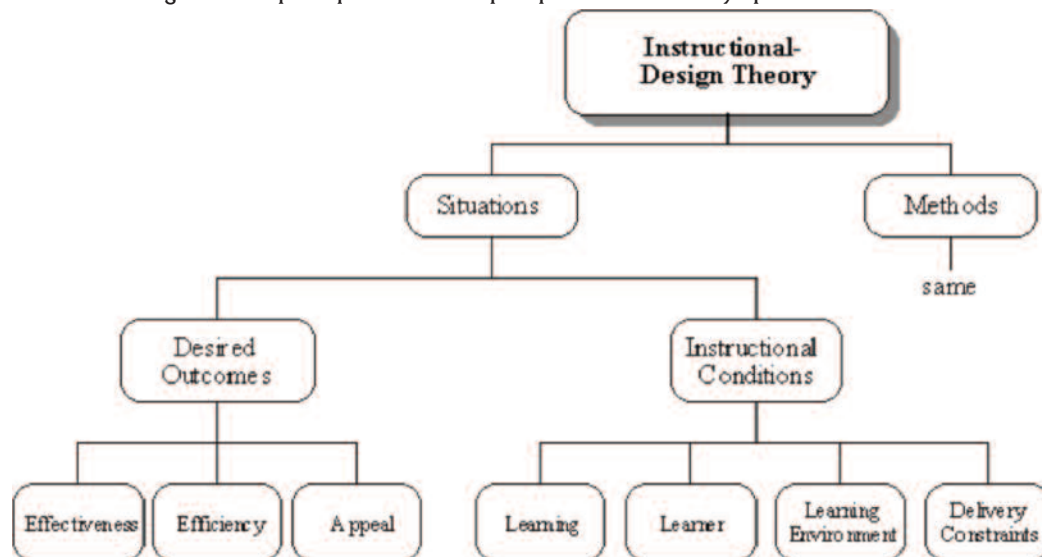 Instructional-
Design Theory
Situations
Methods
same
Desired
Outcomes
Instructional
Conditions
Effectiveness
Efficiency
Appeal
Learning
Learner
Learning
Environment
Delivery
Constraints